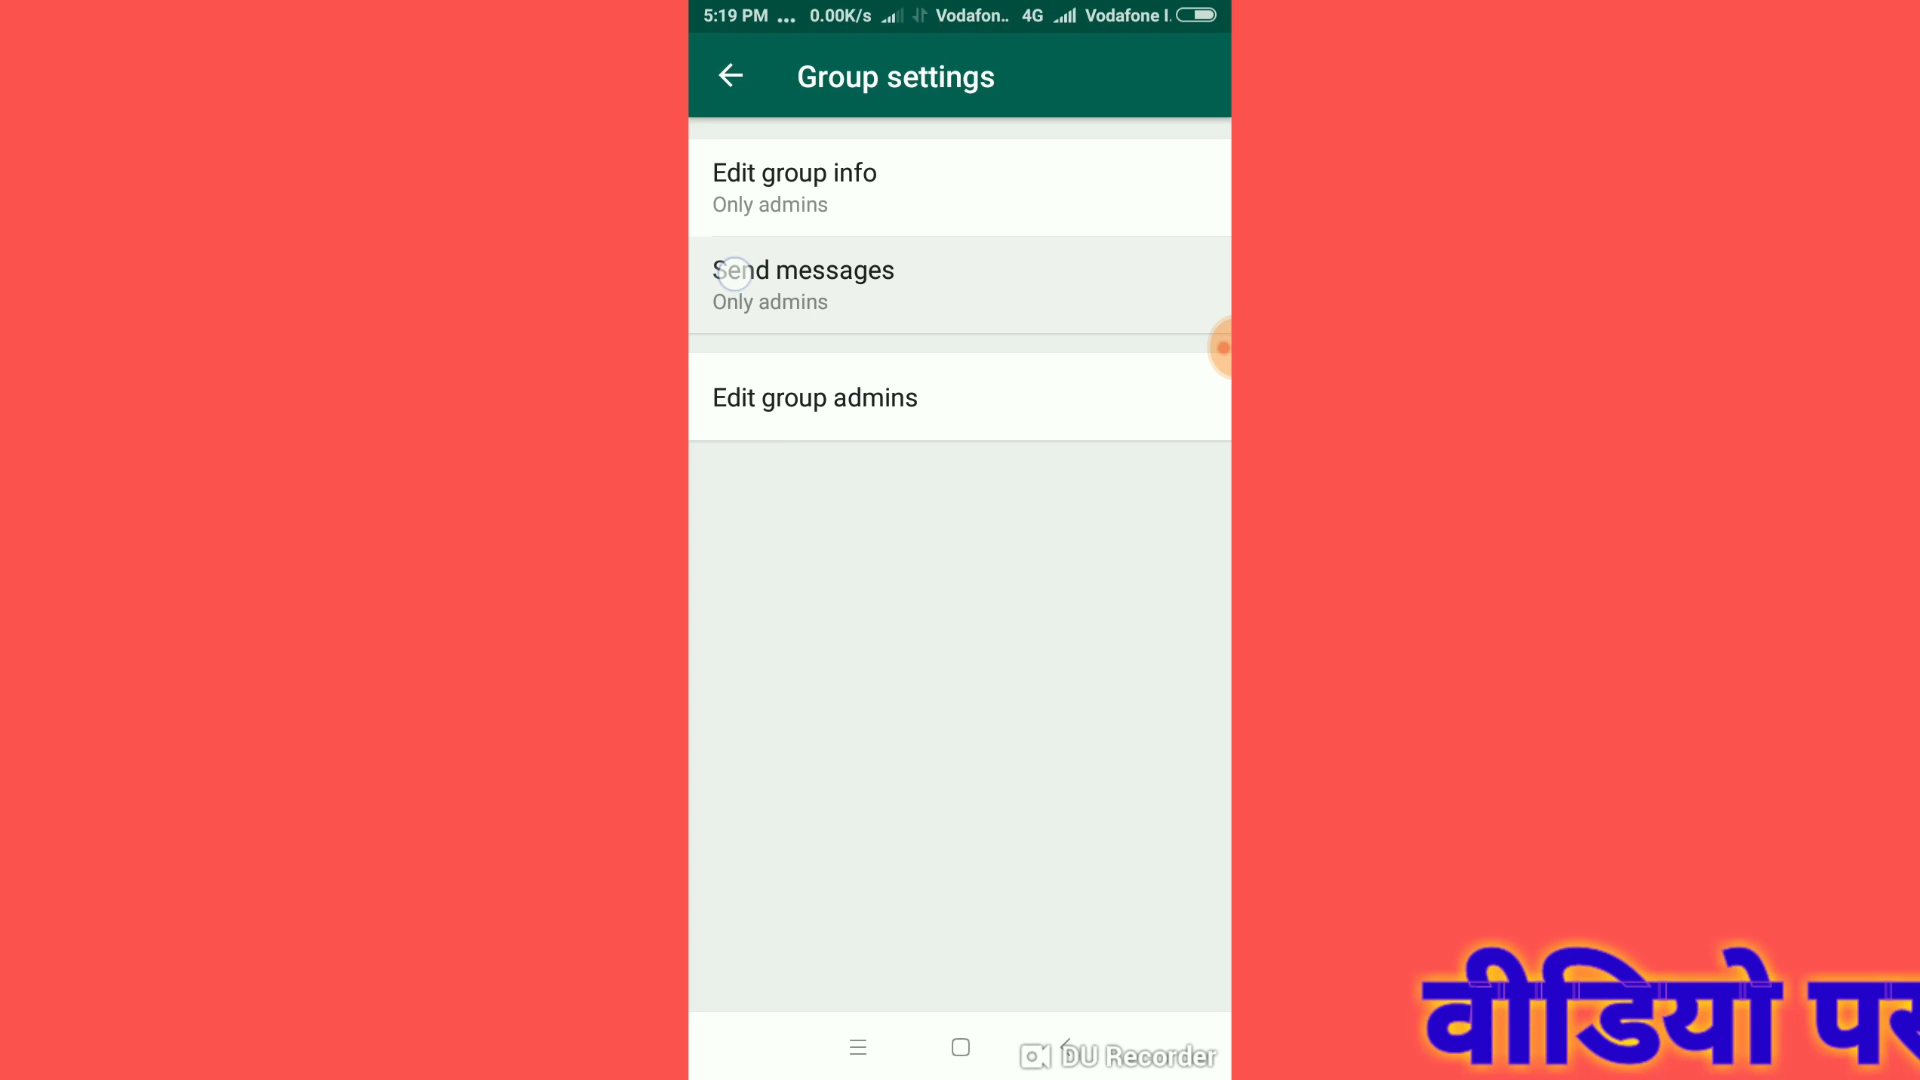 5:19 PM ... 0.00K/s Vodafon.. 4G Vodafone I.
Group settings
Edit group info
Only admins
Send messages
Only admins
Edit group admins
DU Recorder
वीडियो